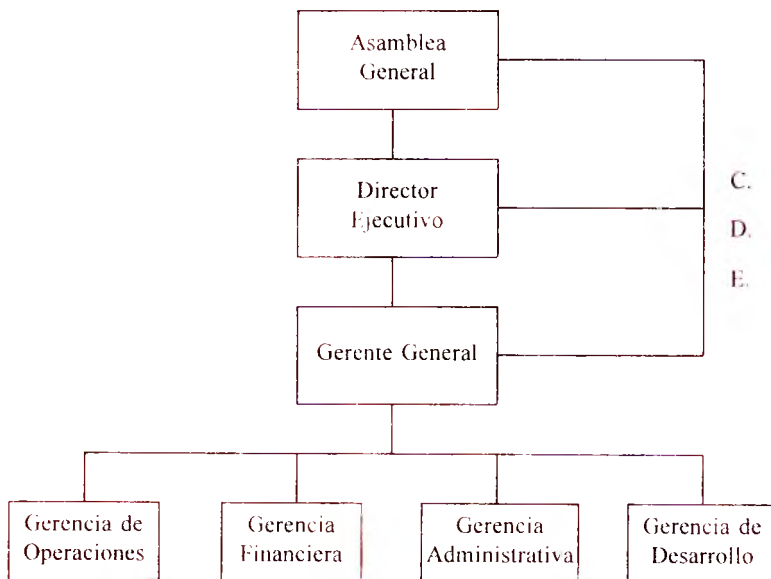 Asamblea
General
Director
Ejecutivo
C.
D.
E.
Gerente General
Gerencia de
Operaciones
Gerencia
Financiera
Gerencia
Administrativa
Gerencia de
Desarrollo